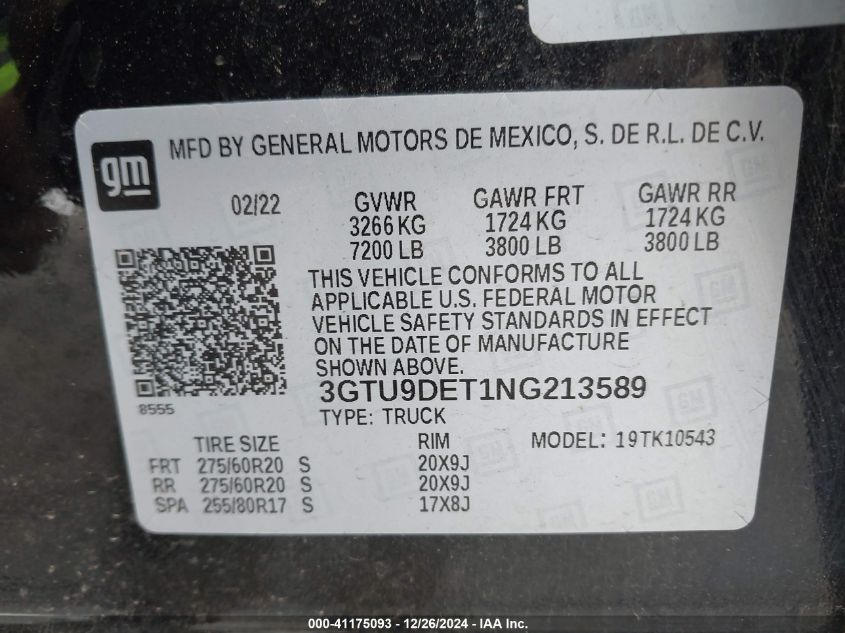 gm
MFD BY GENERAL MOTORS DE MEXICO, S. DE R.L. DE C.V.
02/22 GVWR GAWR FRT GAWR RR
3266 KG 1724 KG 1724 KG
7200 LB 3800 LB 3800 LB
THIS VEHICLE CONFORMS TO ALL
APPLICABLE U.S. FEDERAL MOTOR
VEHICLE SAFETY STANDARDS IN EFFECT
ON THE DATE OF MANUFACTURE
SHOWN ABOVE.
3GTU9DET1NG213589
8555
TYPE: TRUCK
TIRE SIZE RIM MODEL: 19TK10543
FRT 275/60R20 S 20X9J
RR 275/60R20 S 20X9J
SPA 255/80R17 S 17X8J
000-41175093 - 12/26/2024 - IAA Inc.